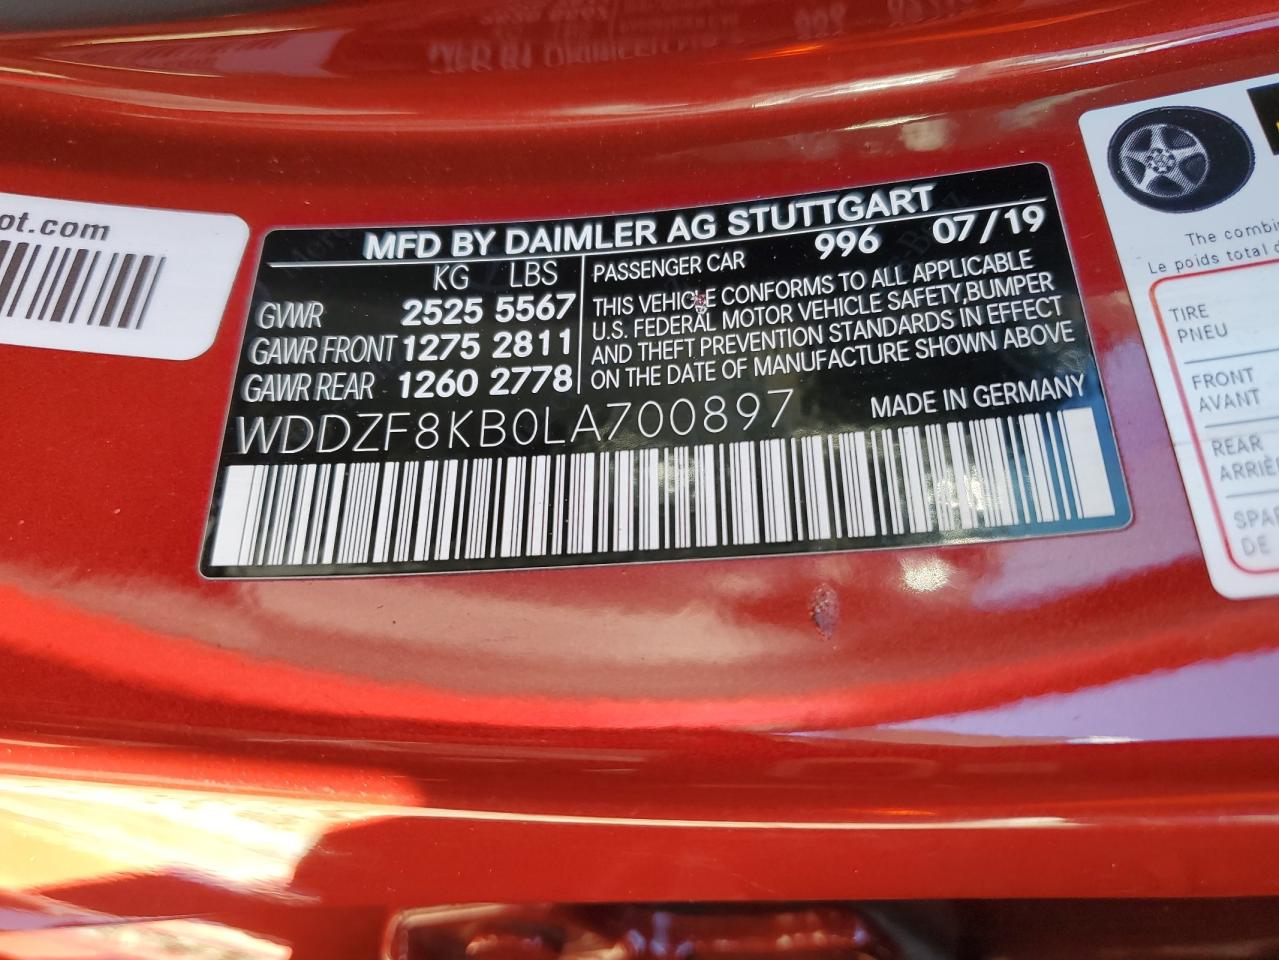 ot.com
MFD BY DAIMLER AG STUTTGART
KG LBS
GVWR 2525 5567
GAWR FRONT 1275 2811
GAWR REAR 1260 2778
PASSENGER CAR 996 07/19
THIS VEHICLE CONFORMS TO ALL APPLICABLE
U.S. FEDERAL MOTOR VEHICLE SAFETY,BUMPER
AND THEFT PREVENTION STANDARDS IN EFFECT
ON THE DATE OF MANUFACTURE SHOWN ABOVE
WDDZF8KB0LA700897 MADE IN GERMANY
The combi
Le poids total
TIRE
PNEU
FRONT
AVANT
REAR
ARRIÈ
SPA
DE